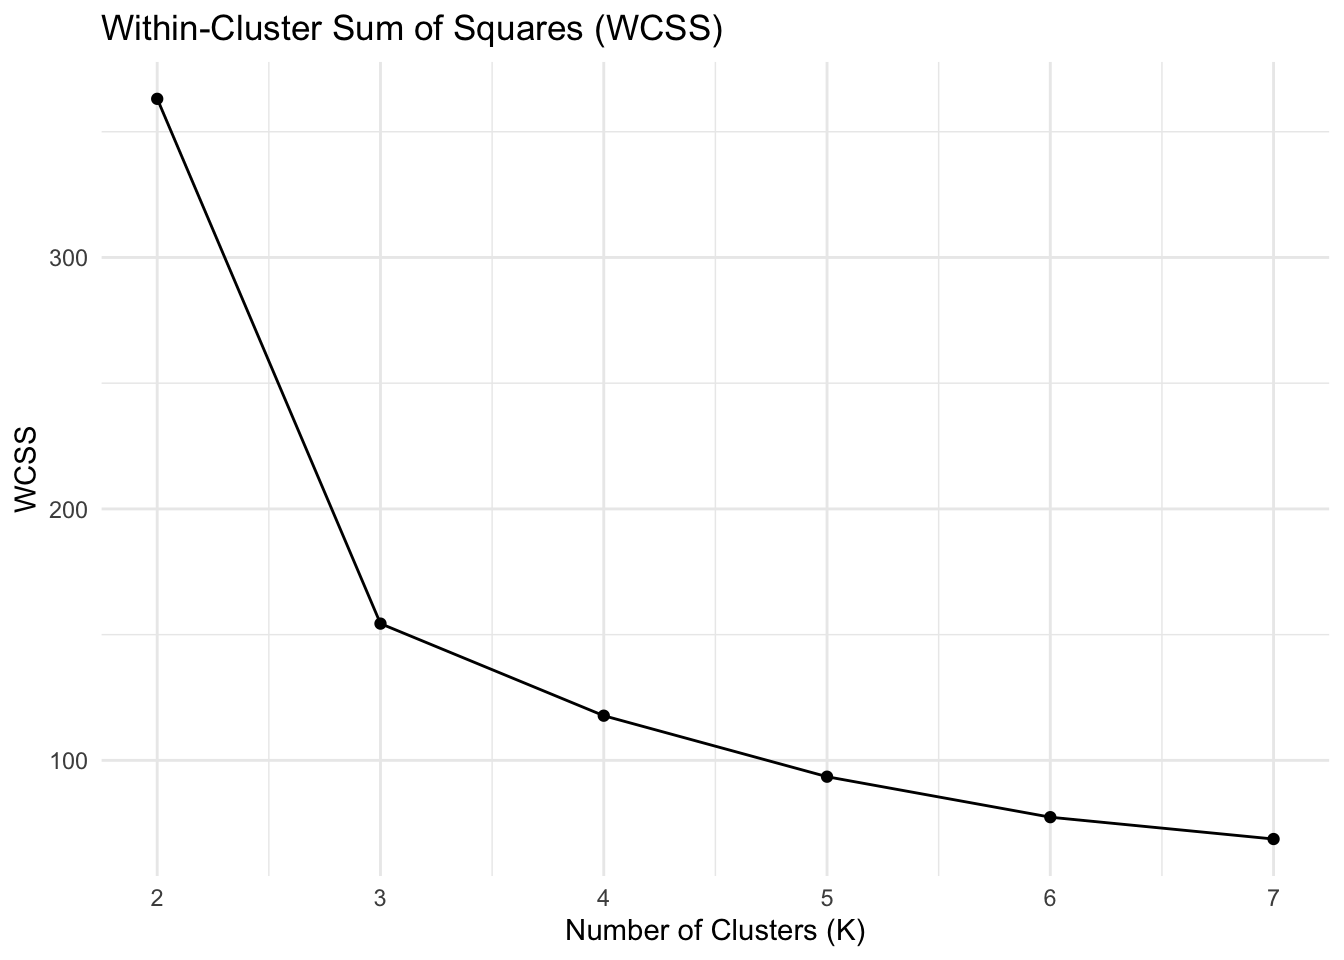 Within-Cluster Sum of Squares (WCSS)
300
200
100
WCSS
2 3 4 5 6 7
Number of Clusters (K)